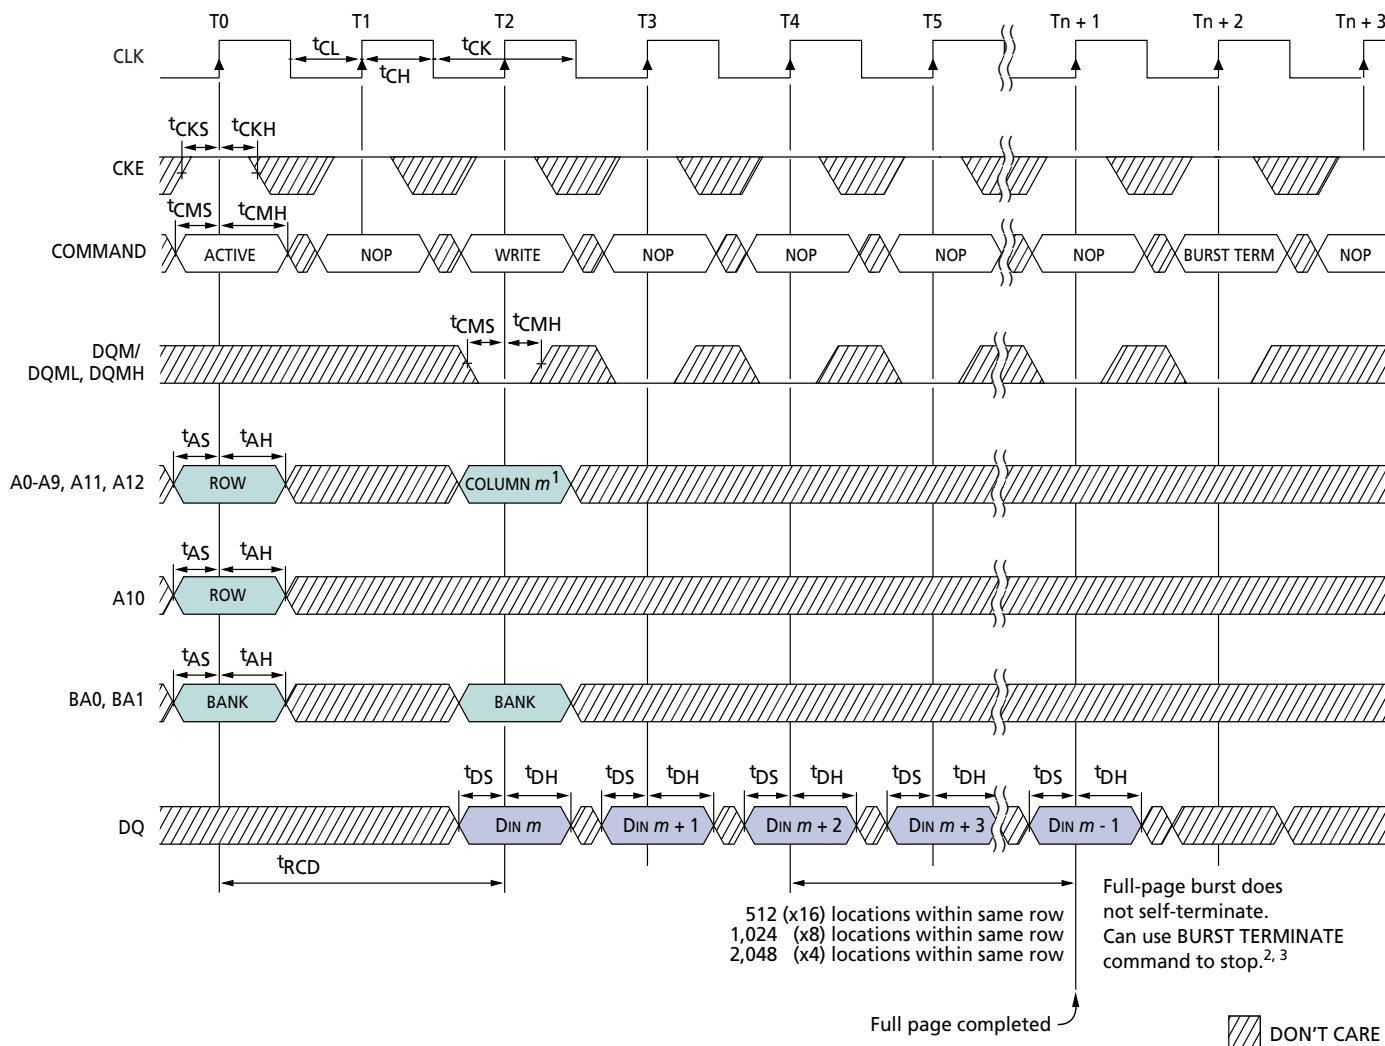 T0 T1 T2 T3 T4 T5 Tn + 1 Tn + 2 Tn + 3
CLK
tCL tCK
tCH
tCKS tCKH
CKE
tCMS tCMH
COMMAND ACTIVE NOP WRITE NOP NOP NOP NOP BURST TERM NOP
tCMS tCMH
DQM/
DQML, DQMH
tAS tAH
A0-A9, A11, A12 ROW COLUMN m1
tAS tAH
A10 ROW
tAS tAH
BA0, BA1 BANK BANK
tDS tDH tDS tDH tDS tDH tDS tDH tDS tDH
DQ DIN m DIN m + 1 DIN m + 2 DIN m + 3 DIN m - 1
tRCD
512 (x16) locations within same row
1,024 (x8) locations within same row
2,048 (x4) locations within same row
Full-page burst does
not self-terminate.
Can use BURST TERMINATE
command to stop.2, 3
Full page completed
DON'T CARE